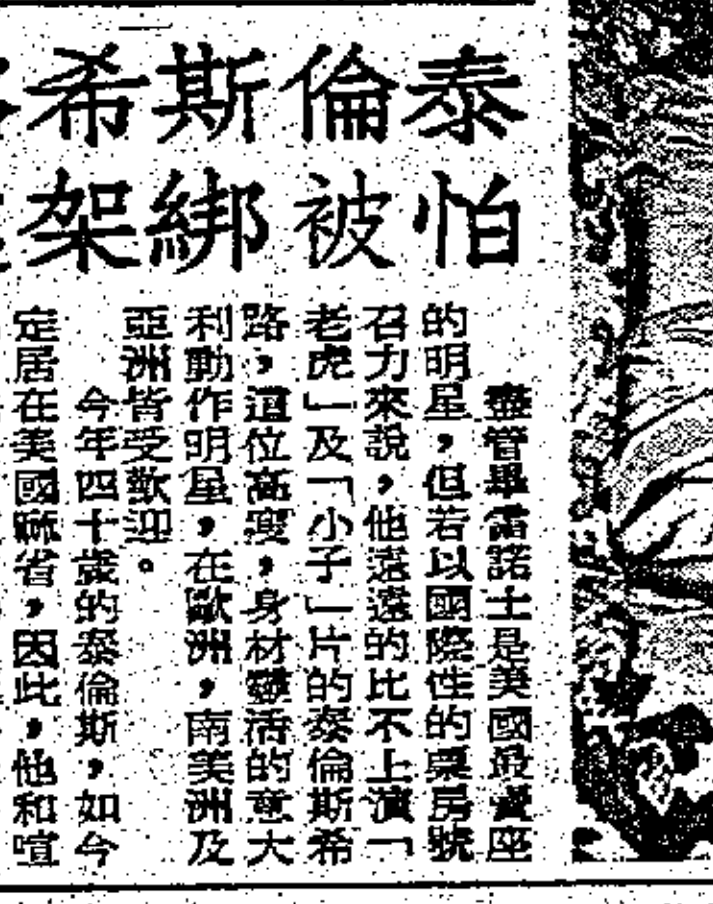 泰倫斯希
怕被綁架
盡管畢雷諾士是美國最賣座
的明星，但若以國際性的票房號
召力來說，他遠遠的比不上演「
老虎」及「小子」一片的泰倫斯希
路，這位高瘦，身材靈活的意大
利動作明星，在歐洲，南美洲及
亞洲皆受歡迎。
今年四十歲的泰倫斯，如今
定居在美國麻省，因此，他和喧